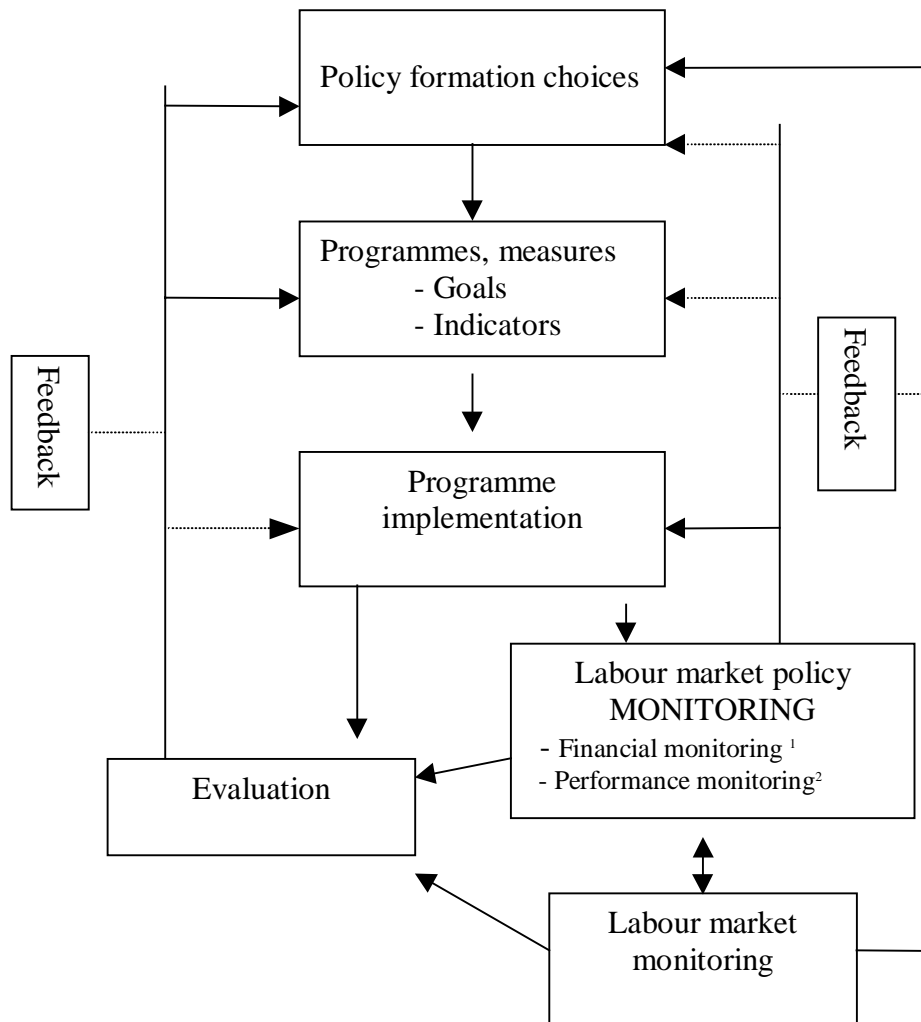 Policy formation choices
Programmes, measures
- Goals
- Indicators
Feedback
Feedback
Programme
implementation
Labour market policy
MONITORING
- Financial monitoring ¹
- Performance monitoring²
Evaluation
Labour market
monitoring